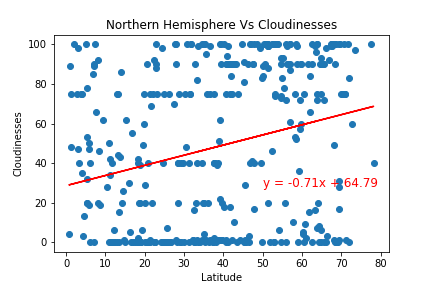 Northern Hemisphere Vs Cloudinesses
100
80
60
40
20
0
Cloudinesses
y = -0.71x + 64.79
0 10 20 30 40 50 60 70 80
Latitude